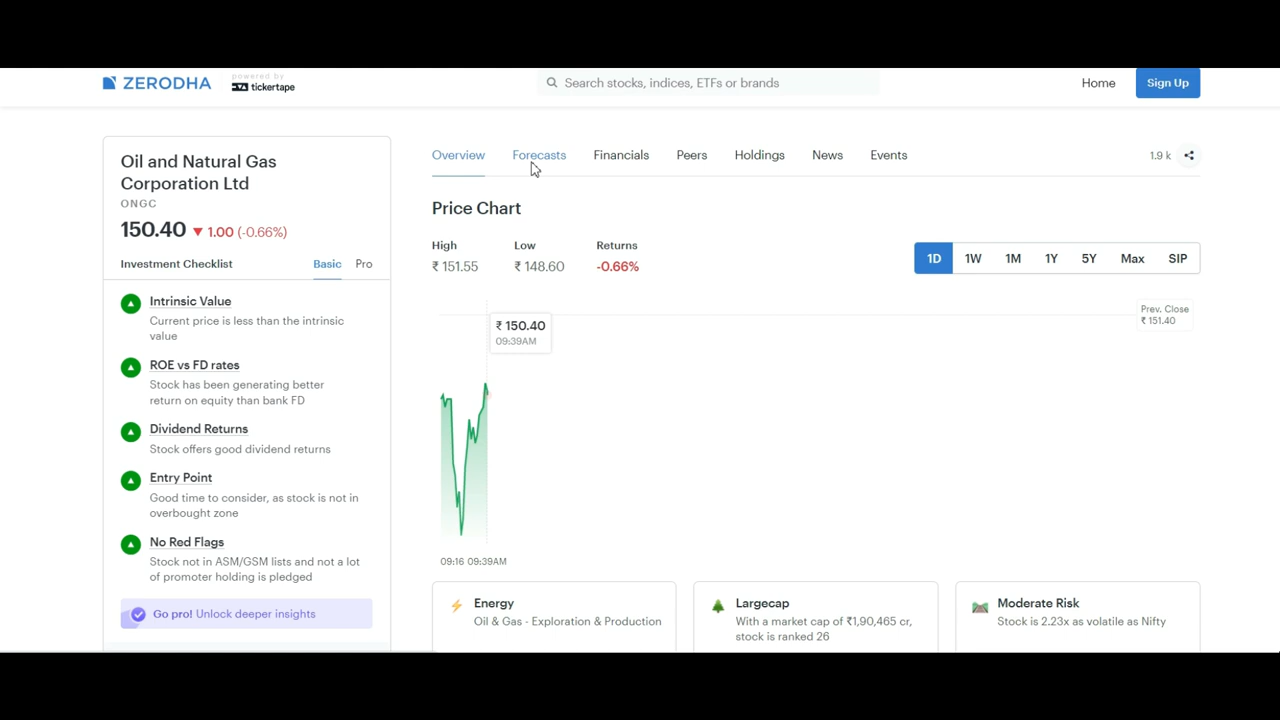 ZERODHA
powered by
tickertape
Search stocks, indices, ETFs or brands
Home
Sign Up
Oil and Natural Gas
Corporation Ltd
ONGC
150.40 ▼ 1.00 (-0.66%)
Investment Checklist
Basic
Pro
Intrinsic Value
Current price is less than the intrinsic
value
ROE vs FD rates
Stock has been generating better
return on equity than bank FD
Dividend Returns
Stock offers good dividend returns
Entry Point
Good time to consider, as stock is not in
overbought zone
No Red Flags
Stock not in ASM/GSM lists and not a lot
of promoter holding is pledged
Go pro! Unlock deeper insights
Overview
Forecasts
Financials
Peers
Holdings
News
Events
1.9 k
Price Chart
High
Low
Returns
₹ 151.55
₹ 148.60
-0.66%
1D
1W
1M
1Y
5Y
Max
SIP
Prev. Close
₹ 151.40
₹ 150.40
09:39AM
09:16 09:39AM
Energy
Oil & Gas - Exploration & Production
Largecap
With a market cap of ₹1,90,465 cr,
stock is ranked 26
Moderate Risk
Stock is 2.23x as volatile as Nifty